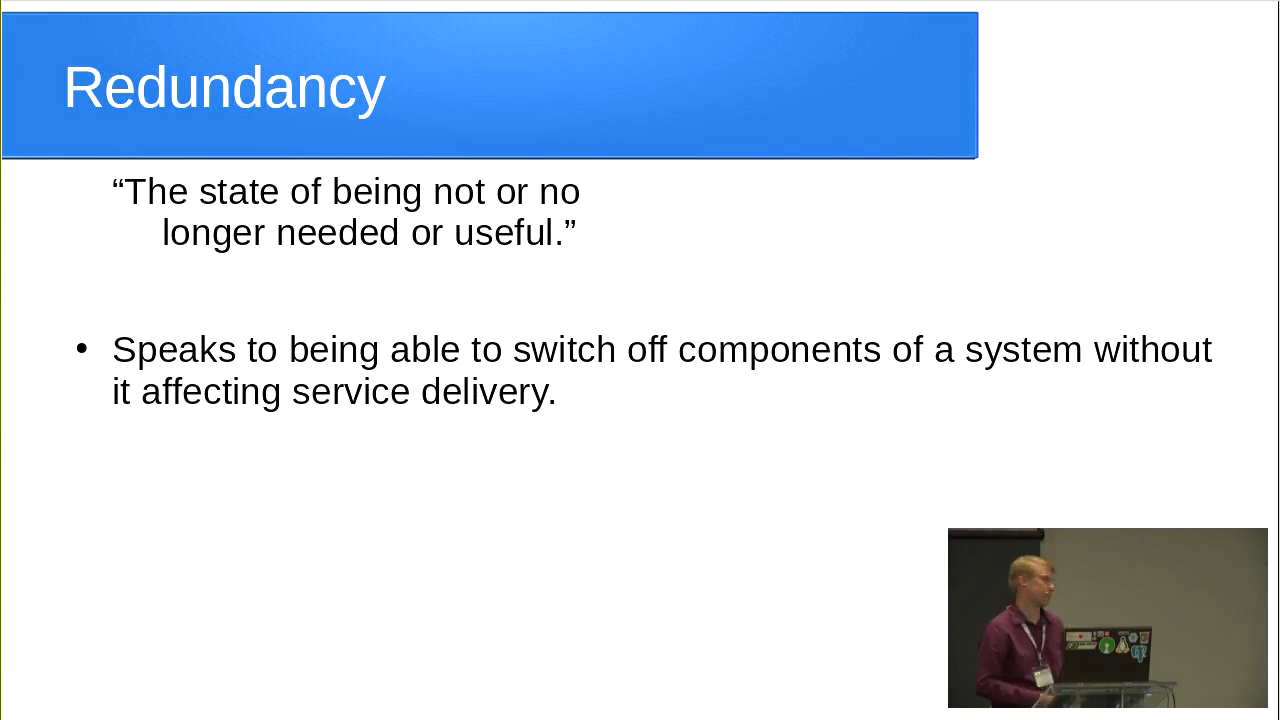 Redundancy
“The state of being not or no
longer needed or useful.”
• Speaks to being able to switch off components of a system without
it affecting service delivery.